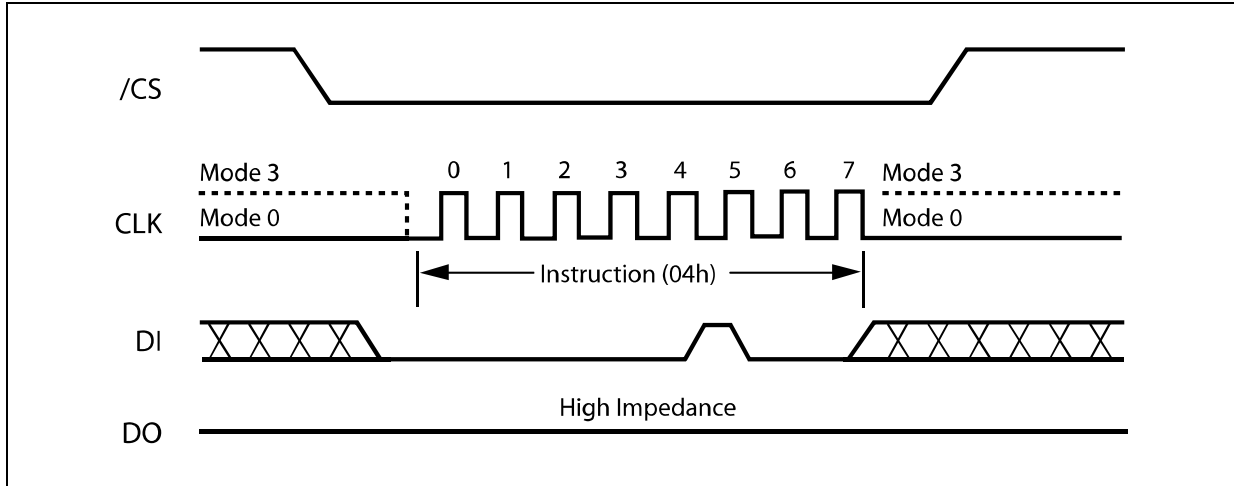 /CS
Mode 3 0 1 2 3 4 5 6 7 Mode 3
CLK Mode 0 Mode 0
Instruction (04h)
DI
High Impedance
DO